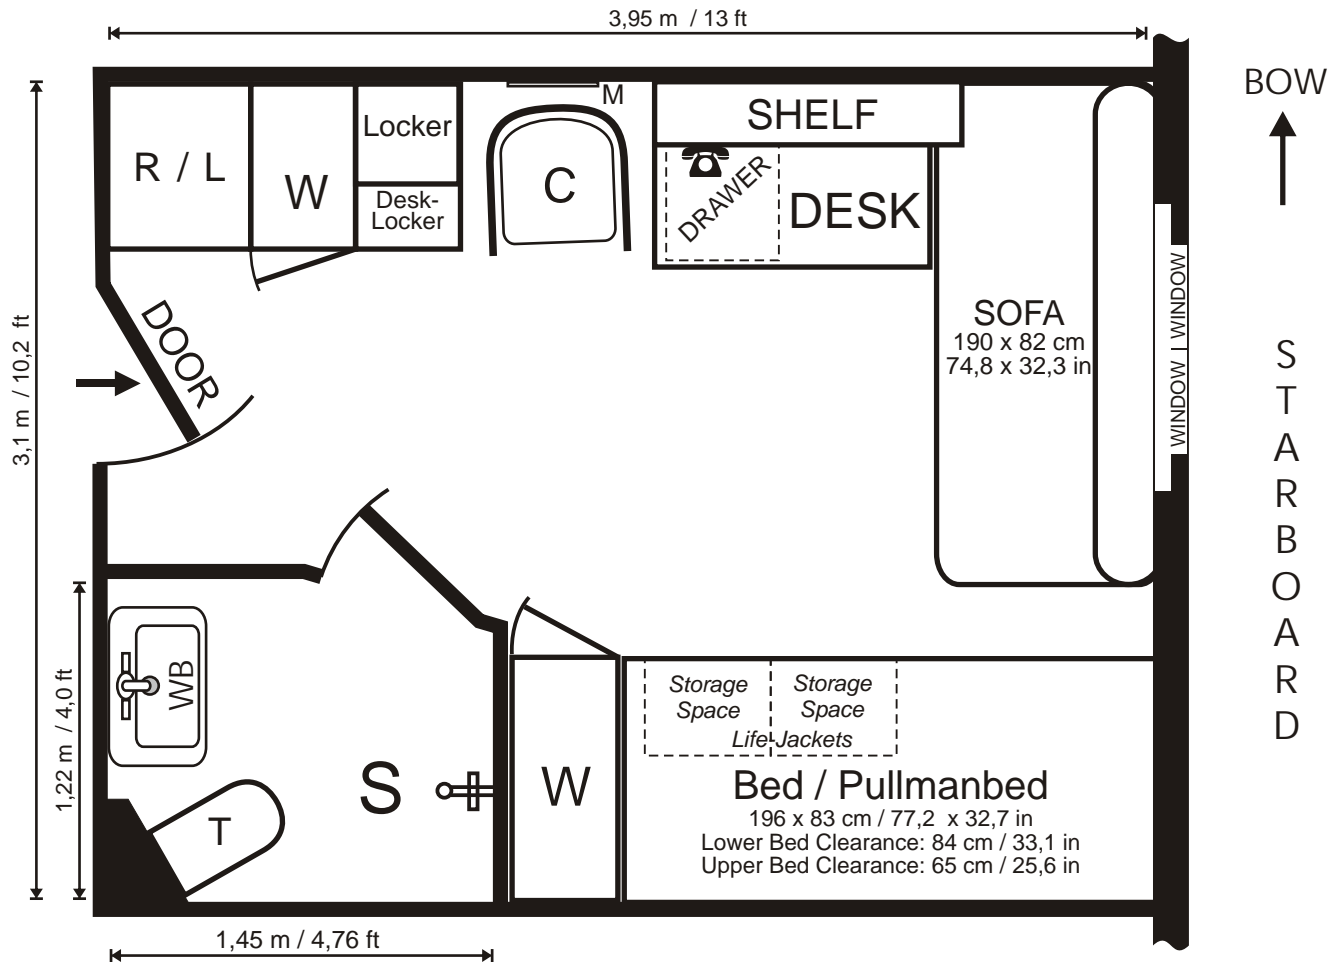 3,95 m / 13 ft
BOW
M
SHELF
Locker
R / L
W
Desk-
Locker
C
DRAWER
DESK
DOOR
SOFA
190 x 82 cm
74,8 x 32,3 in
WINDOW
WINDOW
STARBOARD
3,1 m / 10,2 ft
1,22 m / 4,0 ft
WB
T
S
W
Storage
Space
Storage
Space
Life-Jackets
Bed / Pullmanbed
196 x 83 cm / 77,2 x 32,7 in
Lower Bed Clearance: 84 cm / 33,1 in
Upper Bed Clearance: 65 cm / 25,6 in
1,45 m / 4,76 ft